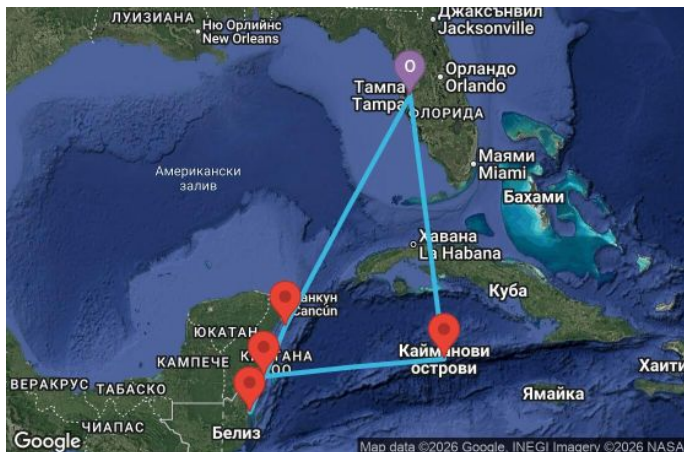 ЛУИЗИАНА
Ню Орлийнс
New Orleans
Джаксънвил
Jacksonville
O
Орландо
Orlando
Тампа
Tampa
ФЛОРИДА
Маями
Miami
Американски
залив
Бахами
Хавана
La Habana
Куба
Cancún
ЮКАТАН
КАМПЕЧЕ
Кайманови
острови
Хаити
ВЕРАКРУС
ТАБАСКО
Ямайка
ЧИАПАС
Белиз
Google
Map data ©2026 Google, INEGI Imagery ©2026 NASA